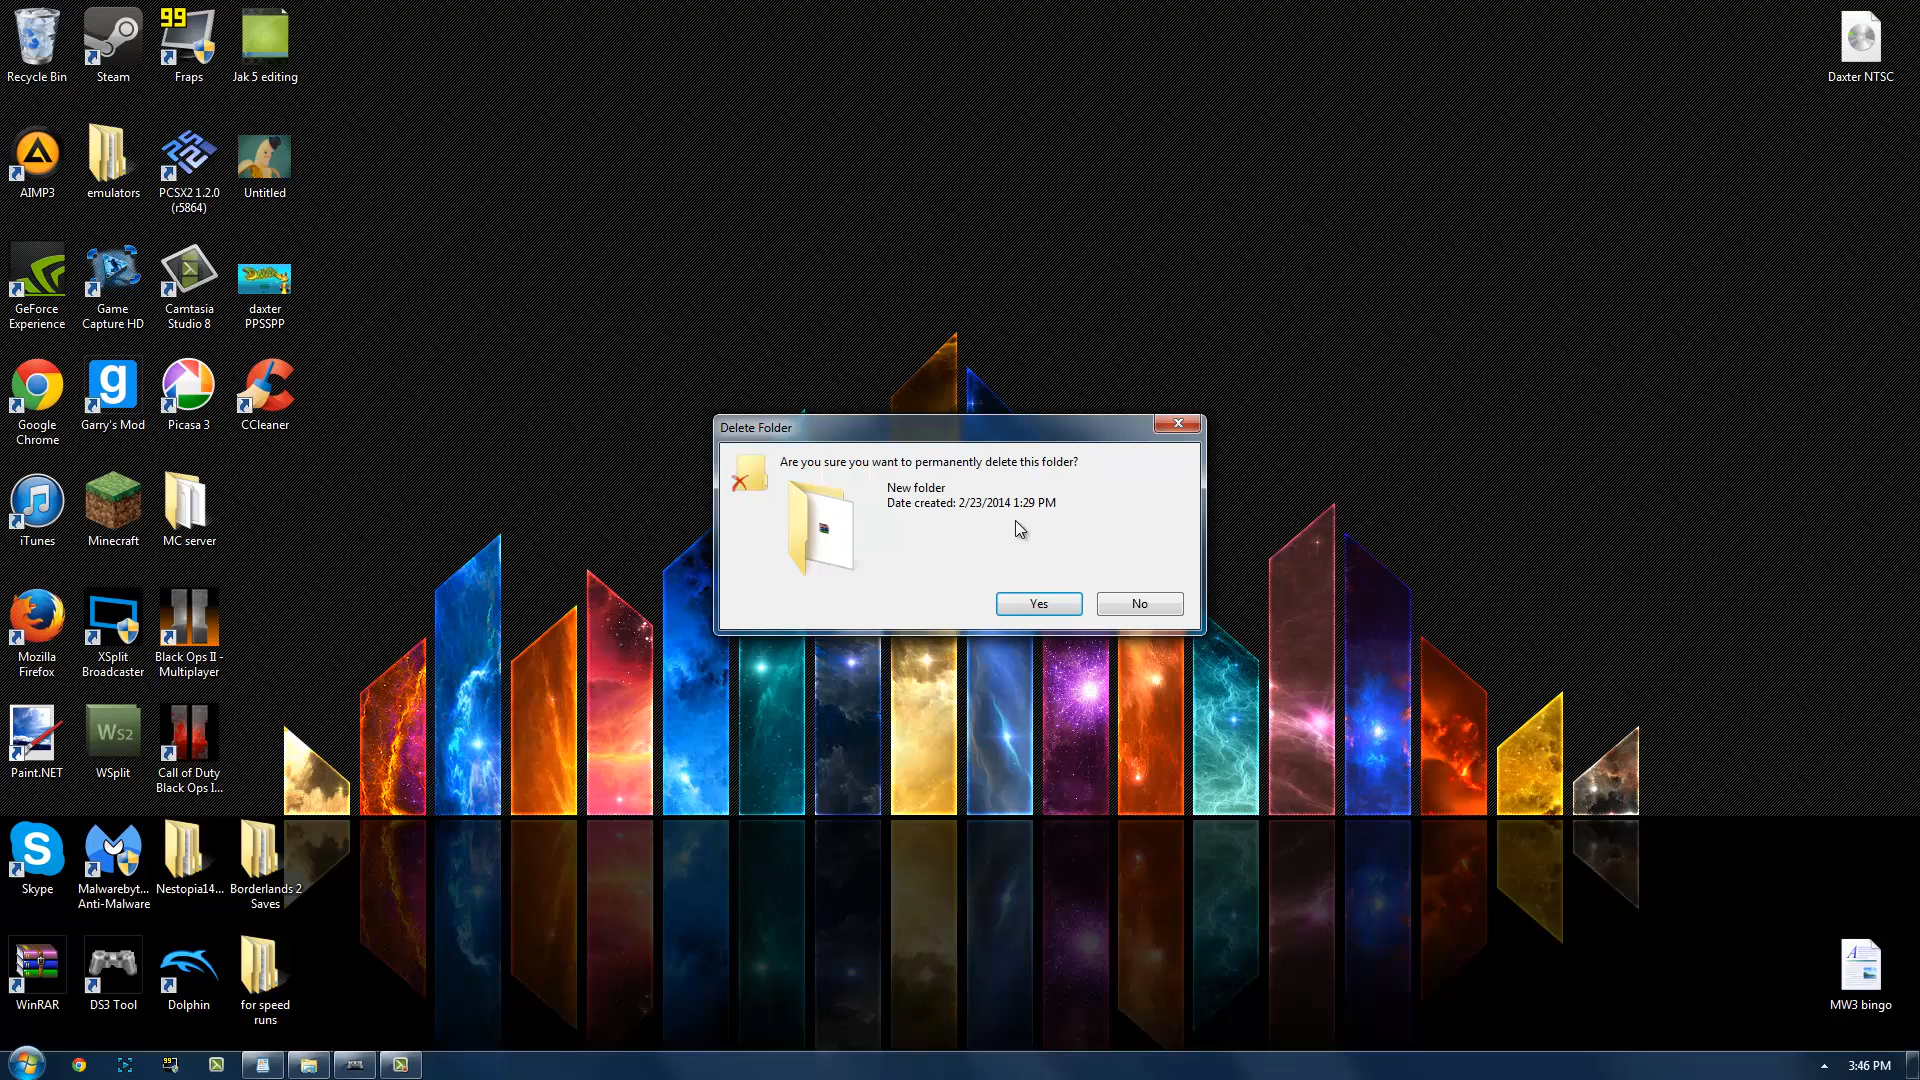 Recycle Bin
Steam
99
Fraps
Jak 5 editing
Daxter NTSC
AIMP3
emulators
PCSX2 1.2.0
(r5864)
Untitled
GeForce
Experience
Game
Capture HD
Camtasia
Studio 8
daxter
PPSSPP
Google
Chrome
g
Garry's Mod
Picasa 3
CCleaner
Delete Folder
Are you sure you want to permanently delete this folder?
New folder
Date created: 2/23/2014 1:29 PM
Yes
No
iTunes
Minecraft
MC server
Mozilla
Firefox
XSplit
Broadcaster
Black Ops II -
Multiplayer
Paint.NET
WS2
WSplit
Call of Duty
Black Ops I...
S
Skype
Malwarebyt...
Anti-Malware
Nestopia14...
Borderlands 2
Saves
WinRAR
DS3 Tool
Dolphin
for speed
runs
A
MW3 bingo
99
3:46 PM